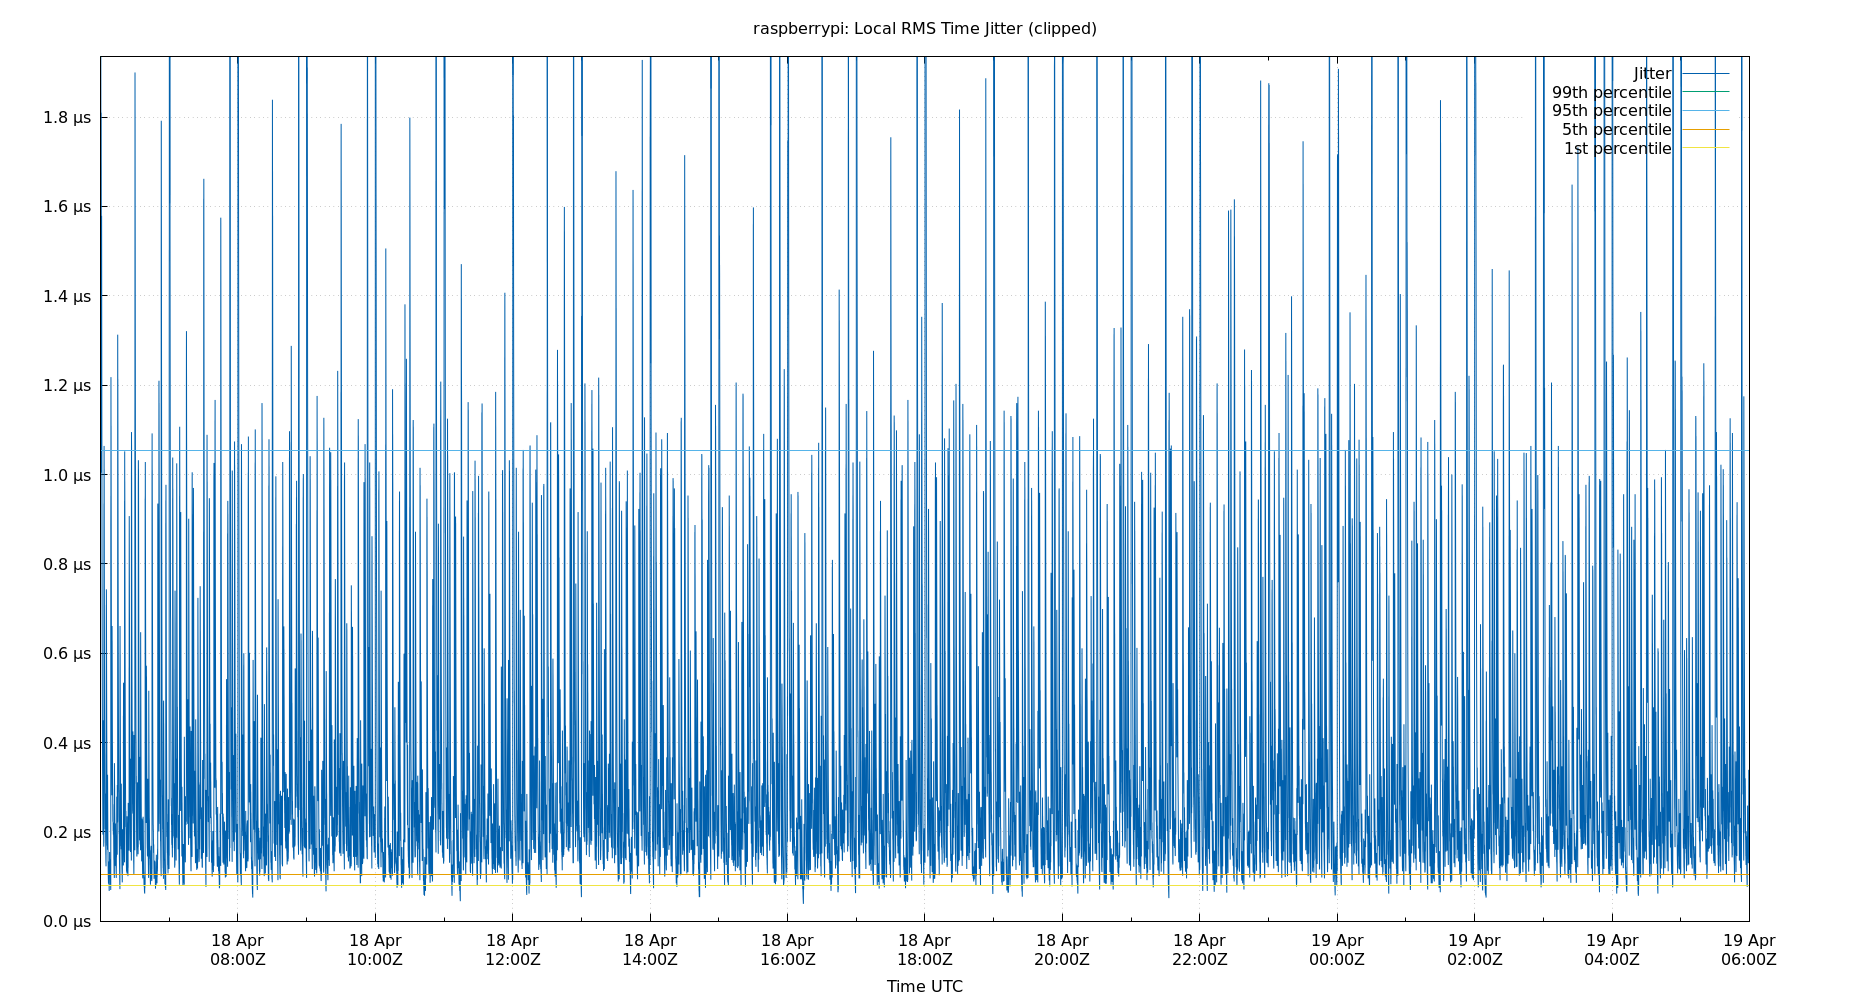 raspberrypi: Local RMS Time Jitter (clipped)
Jitter
99th percentile
95th percentile
5th percentile
1st percentile
1.8 µs
1.6 µs
1.4 µs
1.2 µs
1.0 µs
0.8 µs
0.6 µs
0.4 µs
0.2 µs
0.0 µs
18 Apr 08:00Z
18 Apr 10:00Z
18 Apr 12:00Z
18 Apr 14:00Z
18 Apr 16:00Z
18 Apr 18:00Z
18 Apr 20:00Z
18 Apr 22:00Z
19 Apr 00:00Z
19 Apr 02:00Z
19 Apr 04:00Z
19 Apr 06:00Z
Time UTC